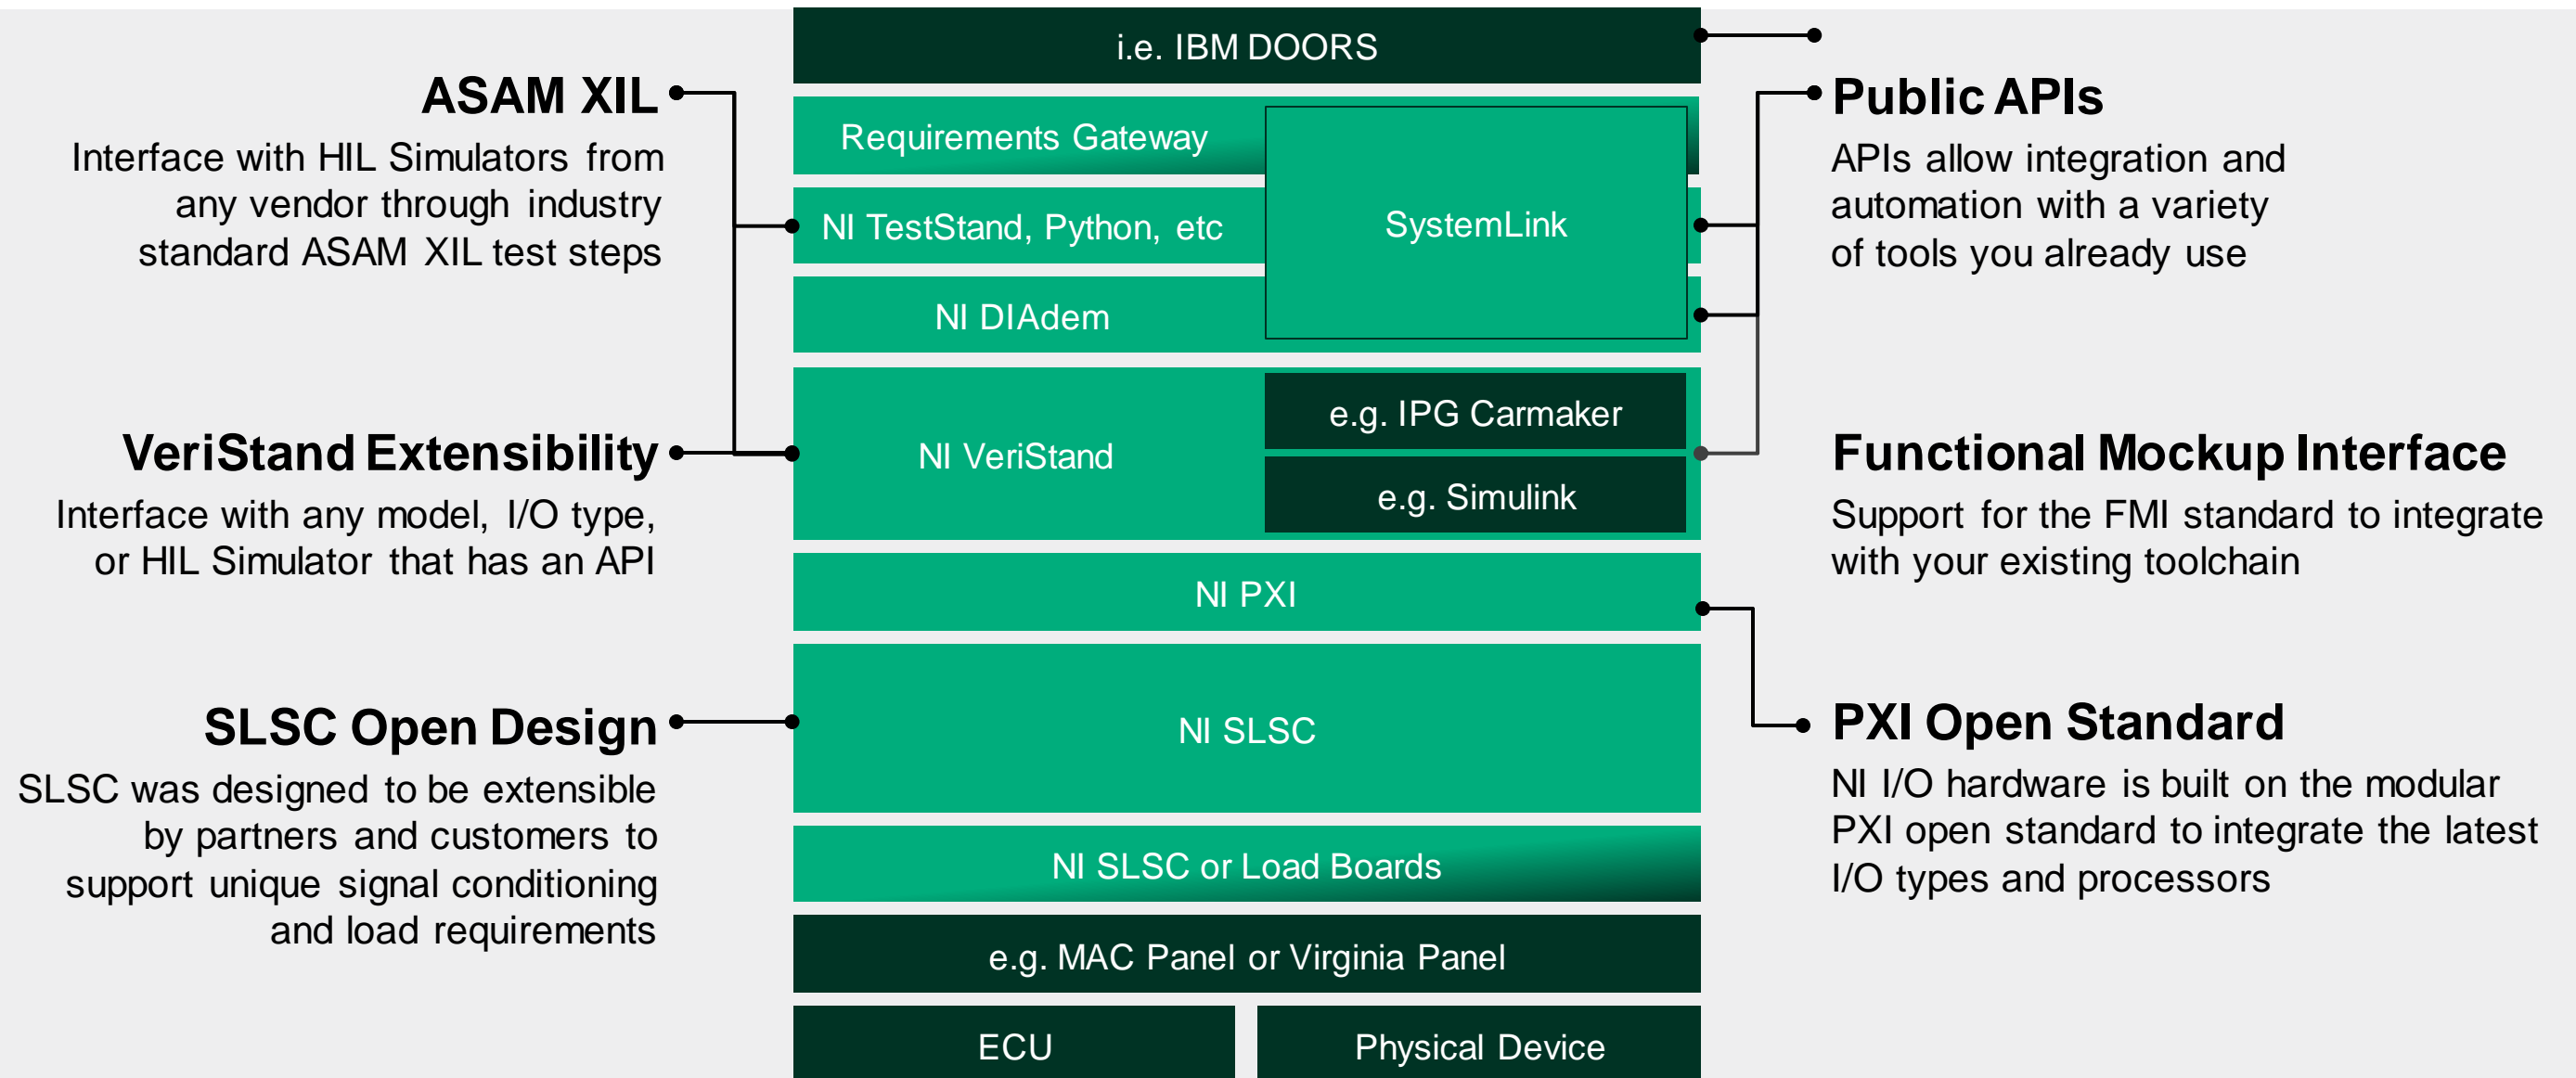 i.e. IBM DOORS
ASAM XIL
Interface with HIL Simulators from
any vendor through industry
standard ASAM XIL test steps
VeriStand Extensibility
Interface with any model, I/O type,
or HIL Simulator that has an API
SLSC Open Design
SLSC was designed to be extensible
by partners and customers to
support unique signal conditioning
and load requirements
Requirements Gateway
SystemLink
NI TestStand, Python, etc
NI DIAdem
NI VeriStand
e.g. IPG Carmaker
e.g. Simulink
NI PXI
NI SLSC
NI SLSC or Load Boards
e.g. MAC Panel or Virginia Panel
ECU
Physical Device
Public APIs
APIs allow integration and
automation with a variety
of tools you already use
Functional Mockup Interface
Support for the FMI standard to integrate
with your existing toolchain
PXI Open Standard
NI I/O hardware is built on the modular
PXI open standard to integrate the latest
I/O types and processors